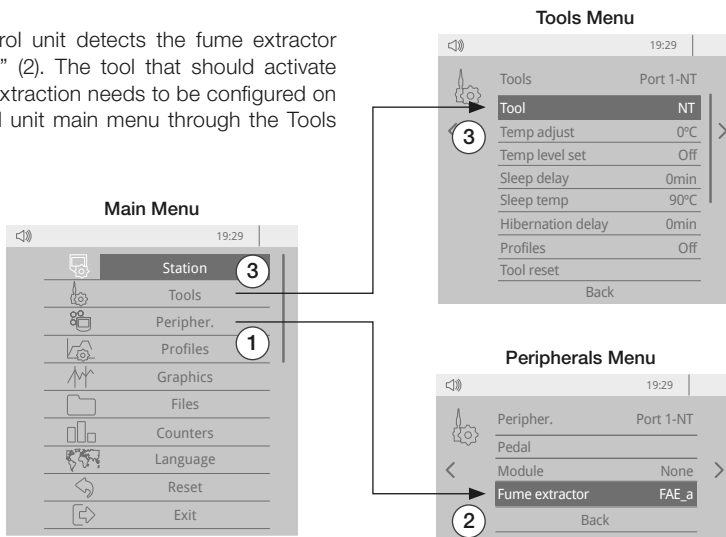 rol unit detects the fume extractor
” (2). The tool that should activate
extraction needs to be configured on
unit main menu through the Tools
Main Menu
19:29
Station
3
Tools
Peripher.
1
Profiles
Graphics
Files
Counters
Language
Reset
Exit
Tools Menu
19:29
Tools Port 1-NT
Tool NT
3
Temp adjust 0ºC
Temp level set Off
Sleep delay 0min
Sleep temp 90ºC
Hibernation delay 0min
Profiles Off
Tool reset
Back
Peripherals Menu
19:29
Peripher. Port 1-NT
Pedal
Module None
Fume extractor FAE_a
2
Back